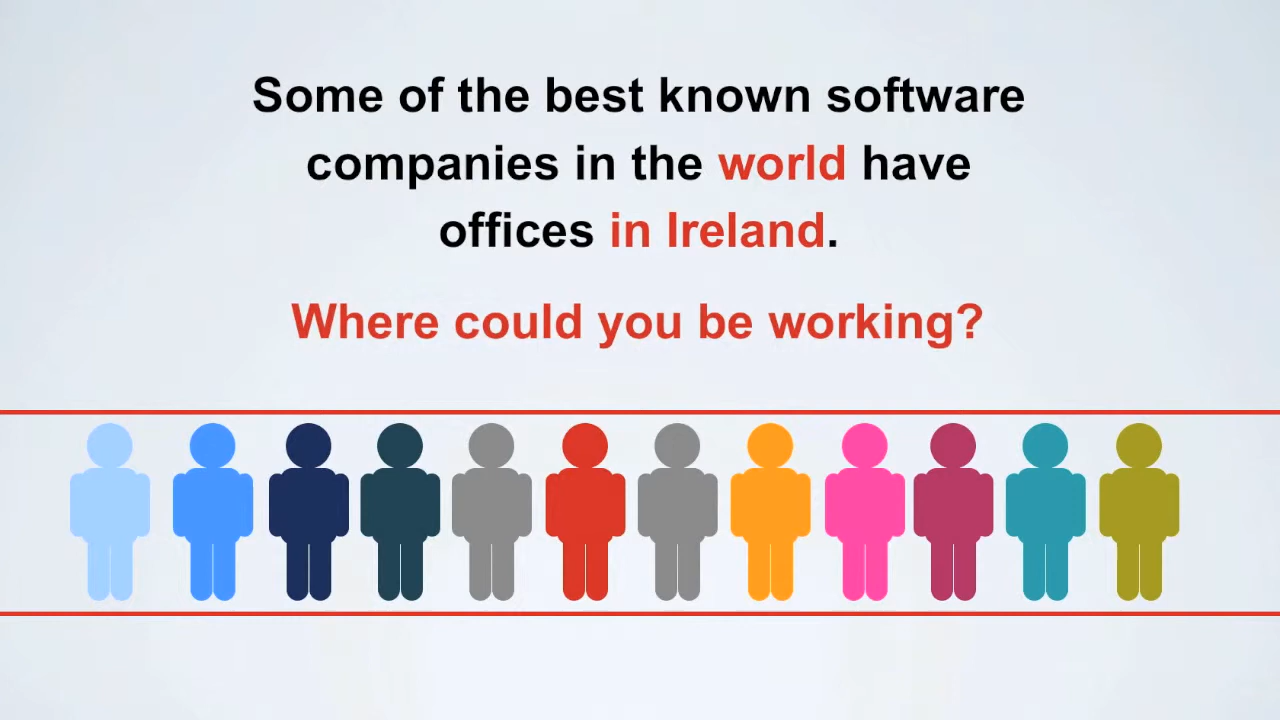 Some of the best known software
companies in the world have
offices in Ireland.
Where could you be working?